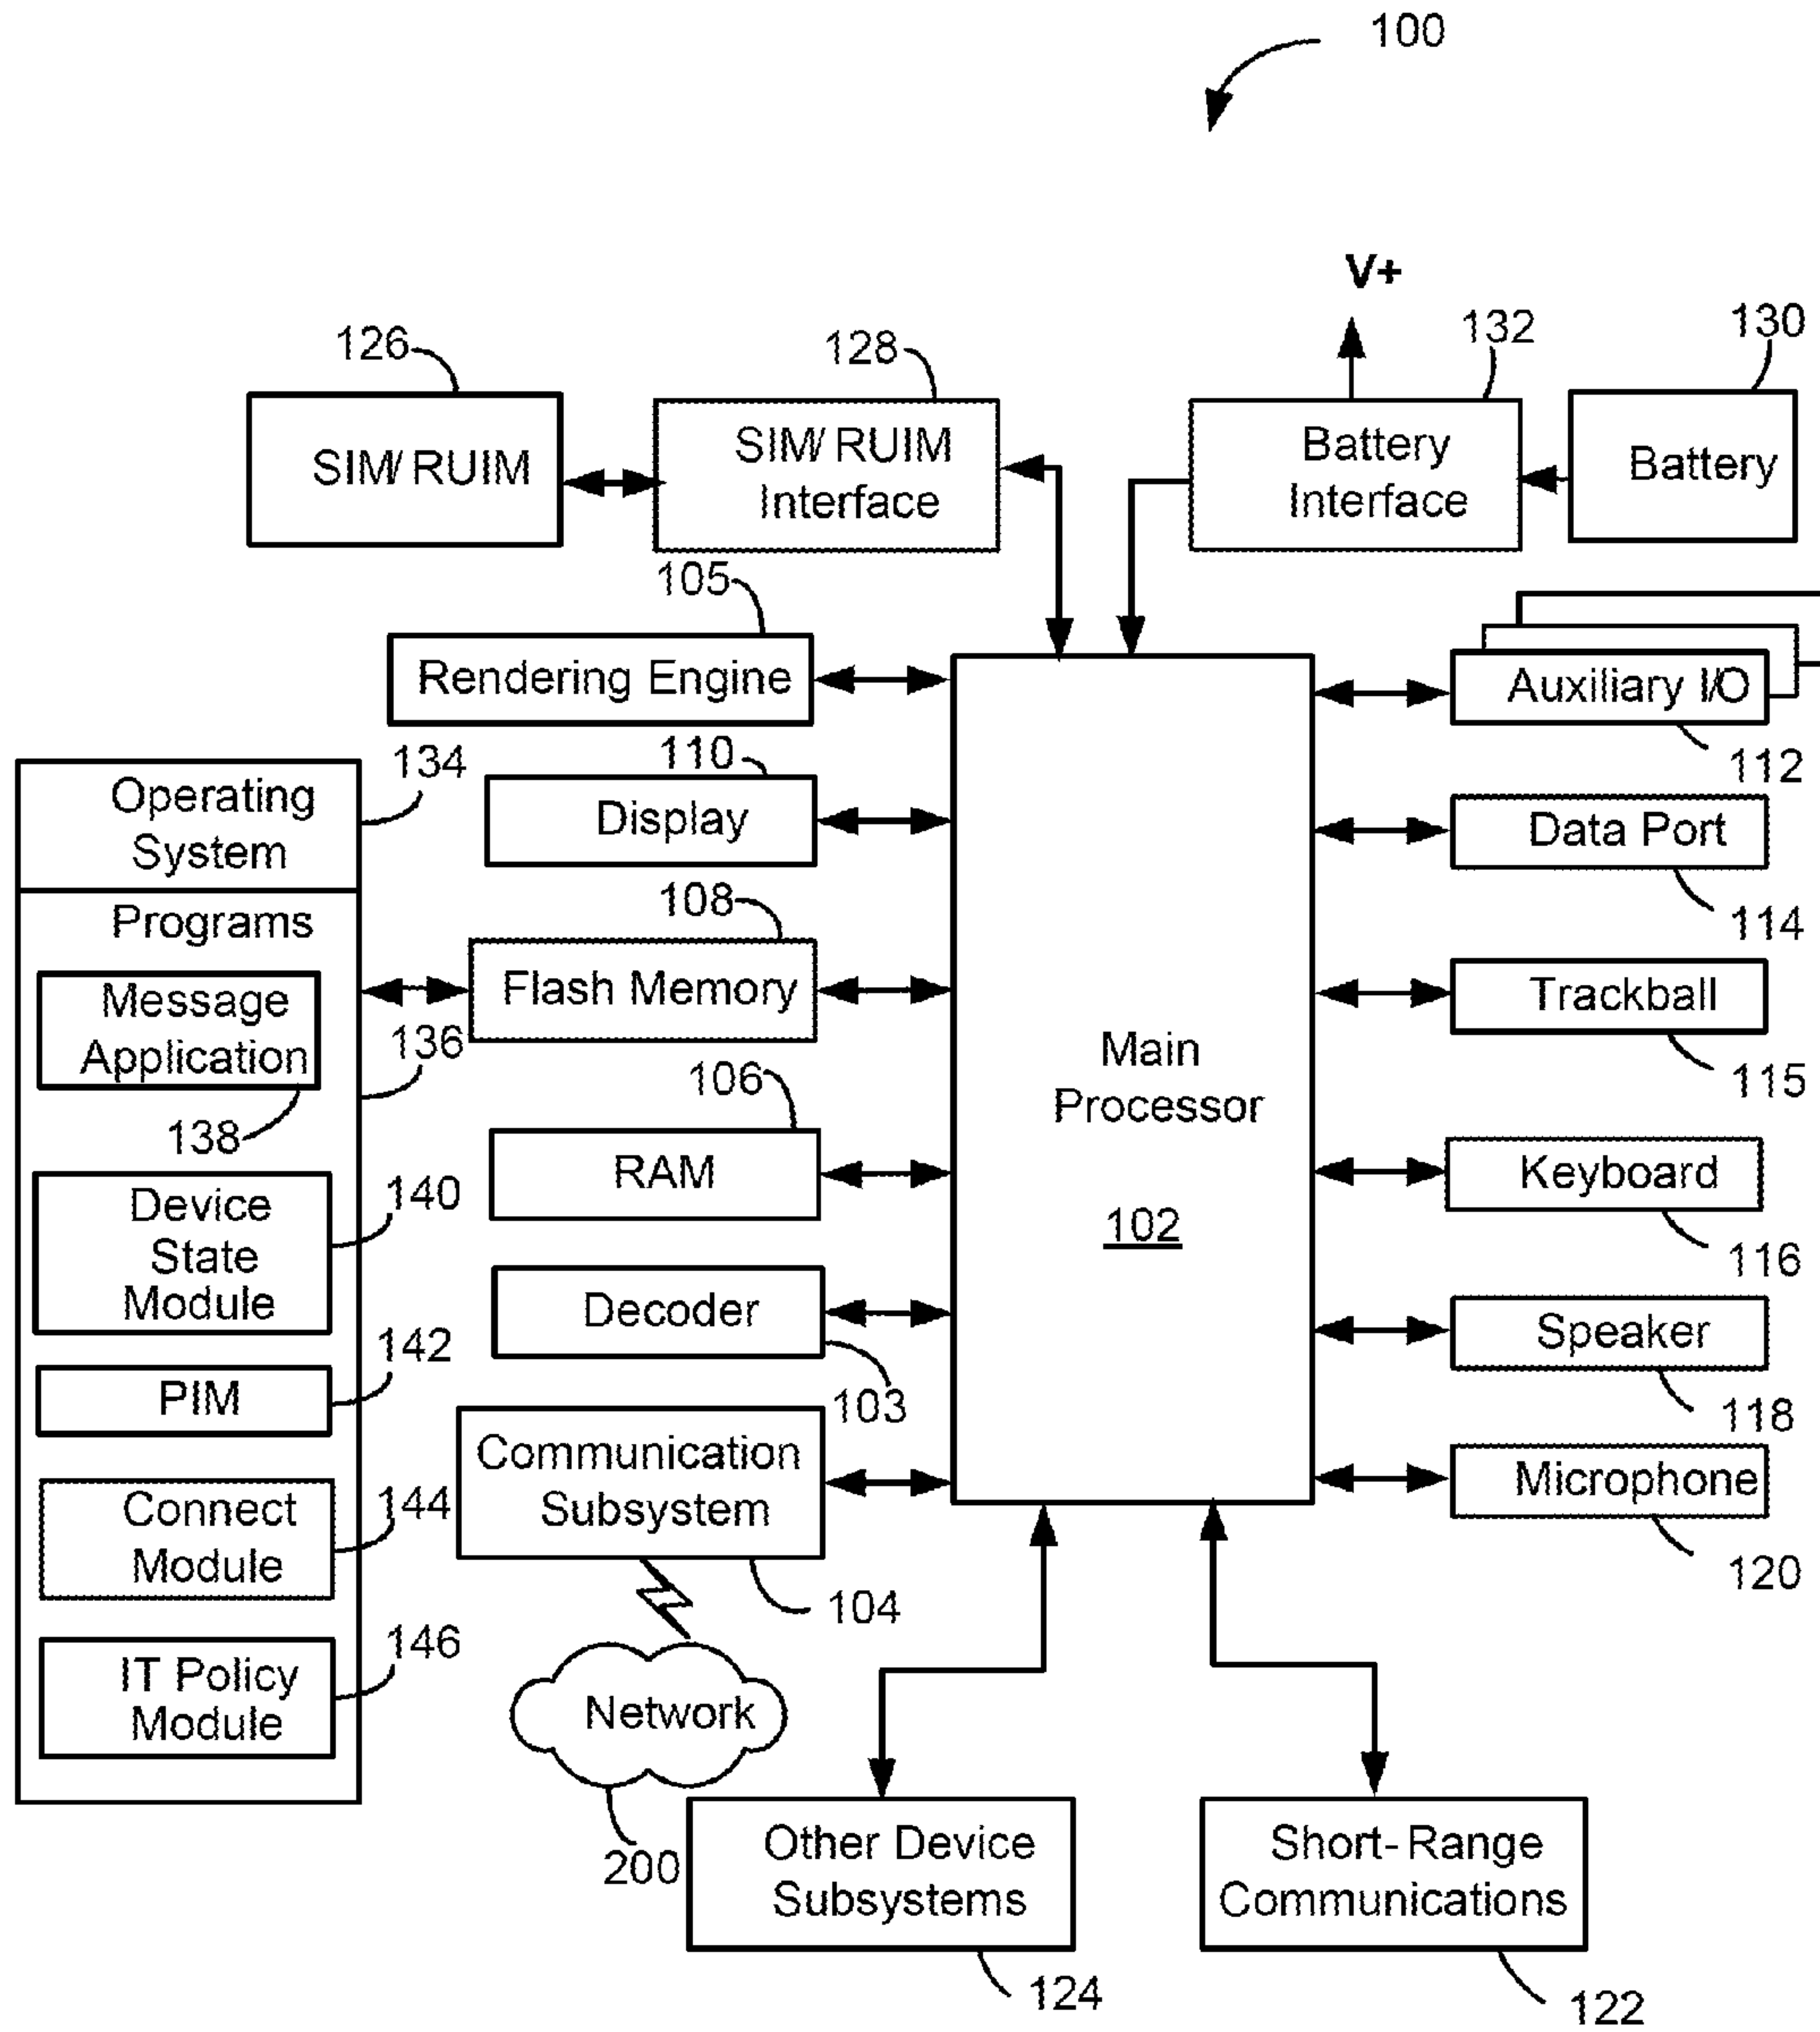 100
V+
126
128
132
130
SIM/RUIM
SIM/RUIM
Interface
Battery
Interface
Battery
105
Rendering Engine
Auxiliary I/O
112
134
110
Operating
System
Display
Data Port
114
Programs
108
Message
Application
Flash Memory
136
138
Trackball
115
Main
Processor
102
106
RAM
Keyboard
116
Device
State
Module
140
Decoder
103
Speaker
118
PIM
142
Communication
Subsystem
104
Microphone
120
Connect
Module
144
IT Policy
Module
146
Network
200
Other Device
Subsystems
124
Short-Range
Communications
122